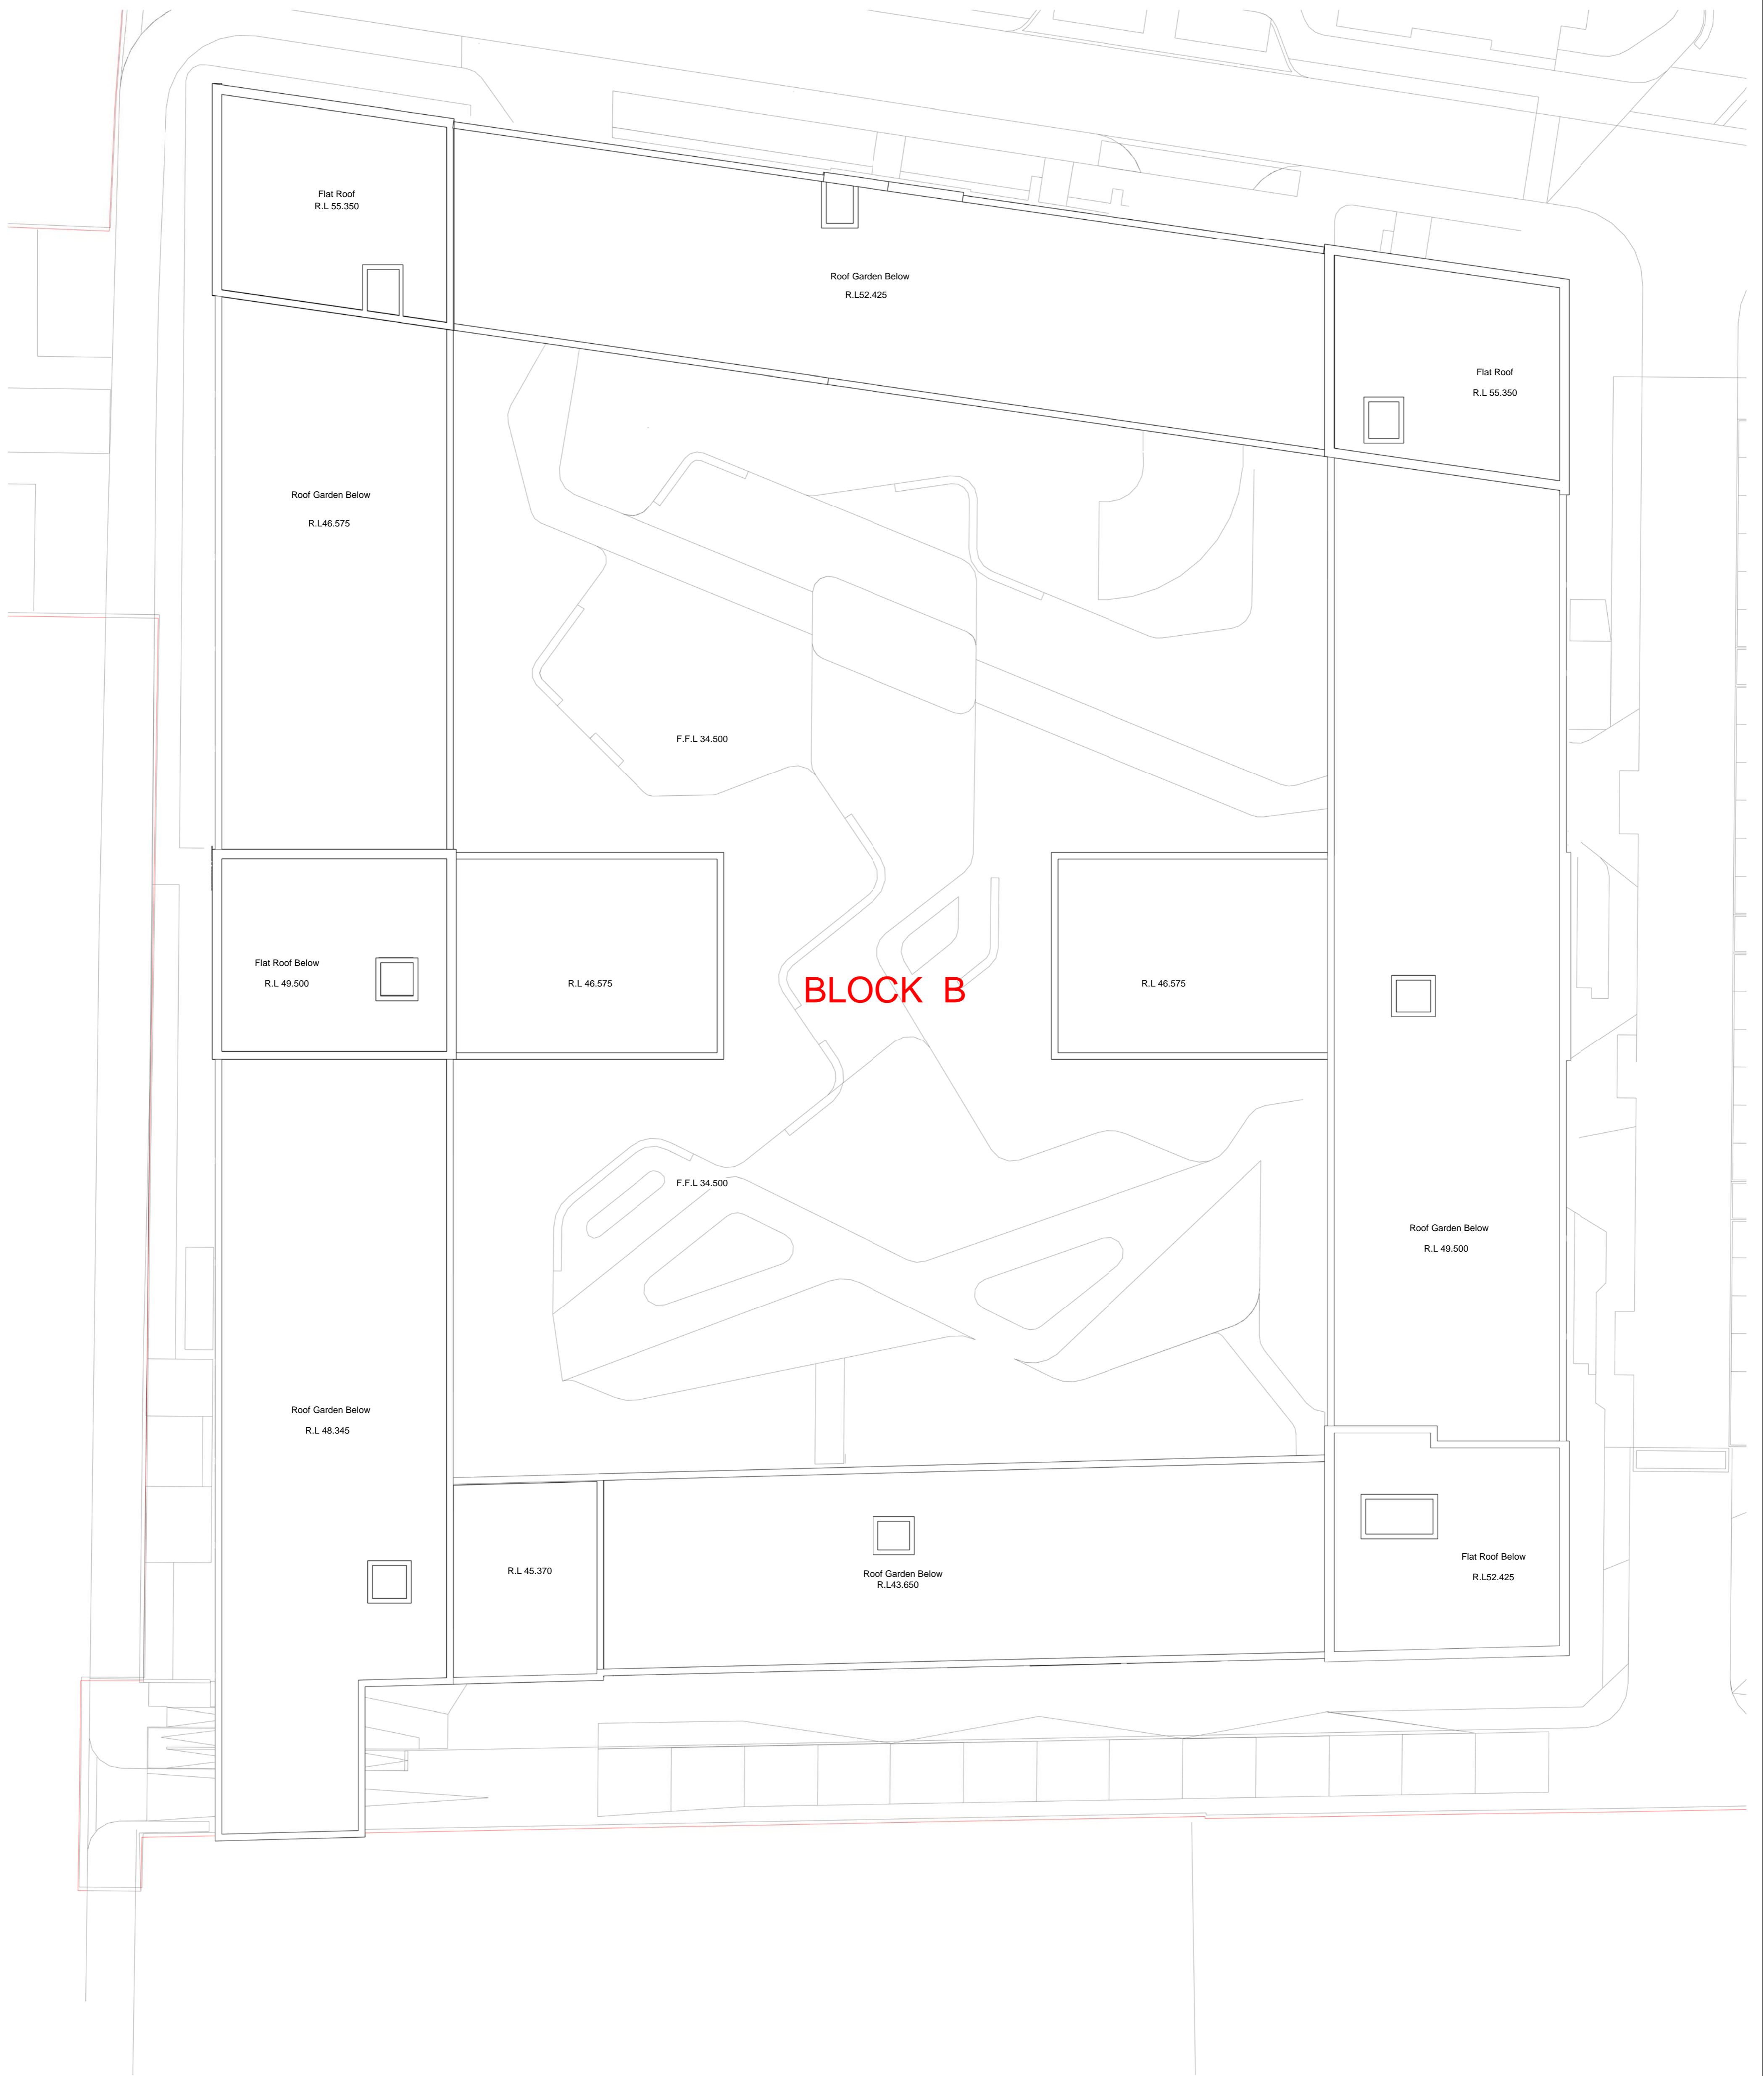 Flat Roof
R.L 55.350
Roof Garden Below
R.L52.425
Flat Roof
R.L 55.350
Roof Garden Below
R.L46.575
F.F.L 34.500
Flat Roof Below
R.L 49.500
R.L 46.575
BLOCK B
R.L 46.575
F.F.L 34.500
Roof Garden Below
R.L 49.500
Roof Garden Below
R.L 48.345
R.L 45.370
Roof Garden Below
R.L43.650
Flat Roof Below
R.L52.425